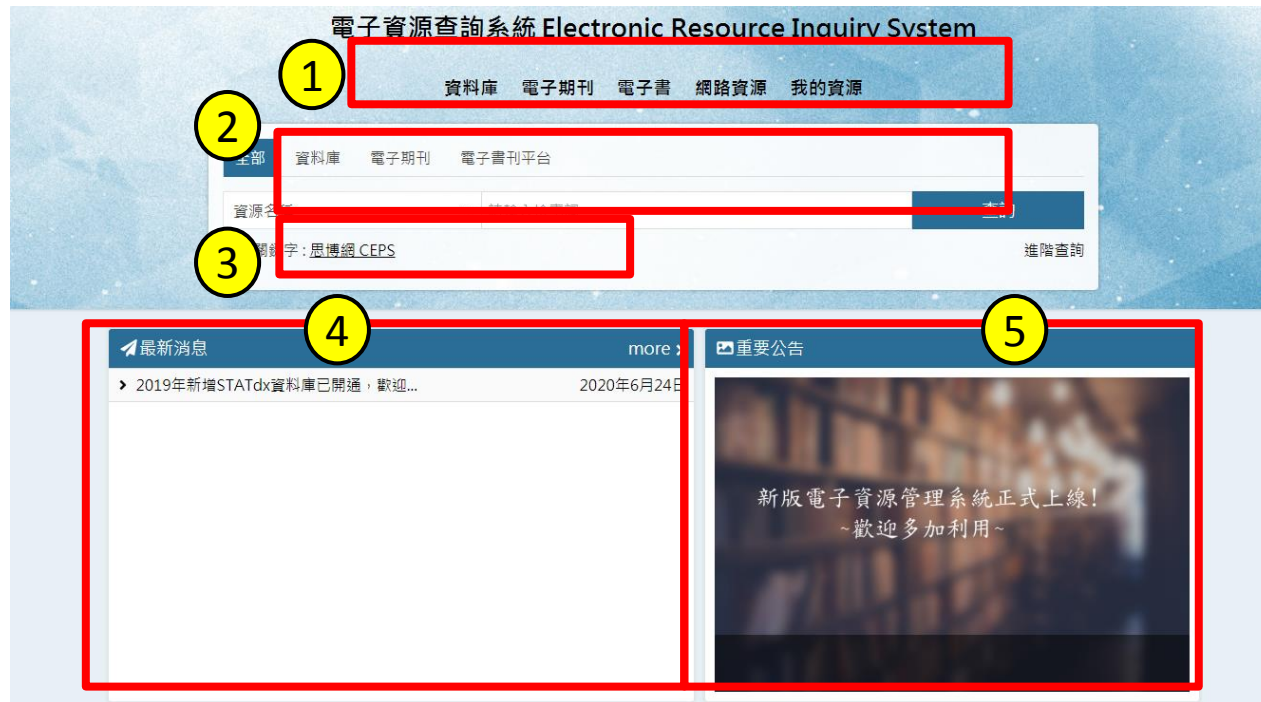 電子資源查詢系統 Electronic Resource Inquiry System
1
資料庫 電子期刊 電子書 網路資源 我的資源
2
全部 資料庫 電子期刊 電子書刊平台
資源名 查詢
3
關鍵字 : 思博網 CEPS 進階查詢
4
5
最新消息 more
重要公告
2019年新增STATdx資料庫已開通，歡迎... 2020年6月24日
新版電子資源管理系統正式上線!
~歡迎多加利用~